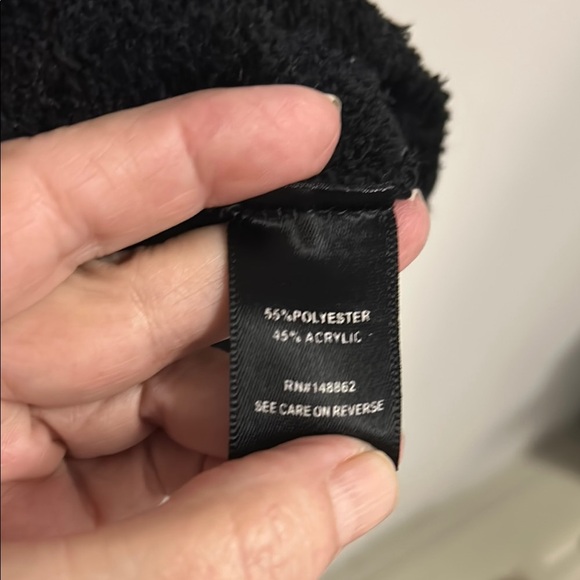 55%POLYESTER
45% ACRYLIC
RN#148862
SEE CARE ON REVERSE